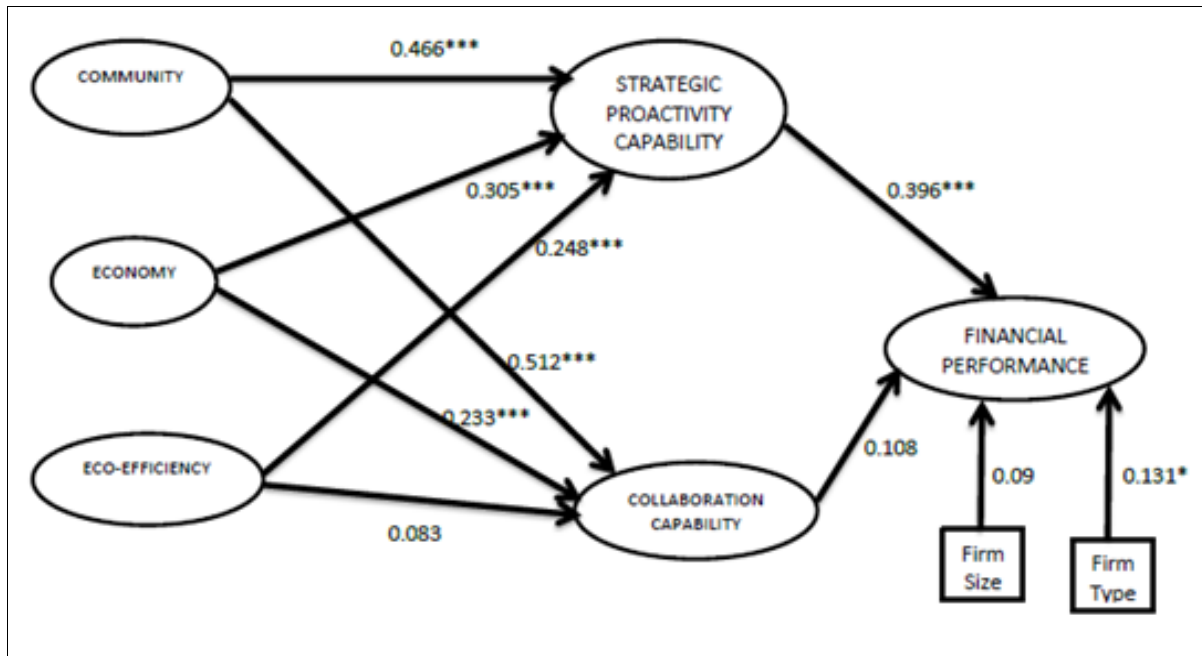 0.466***
COMMUNITY
STRATEGIC
PROACTIVITY
CAPABILITY
0.305***
0.396***
0.248***
ECONOMY
FINANCIAL
PERFORMANCE
0.512***
0.233***
0.108
ECO-EFFICIENCY
0.09
0.131*
COLLABORATION
CAPABILITY
0.083
Firm
Size
Firm
Type